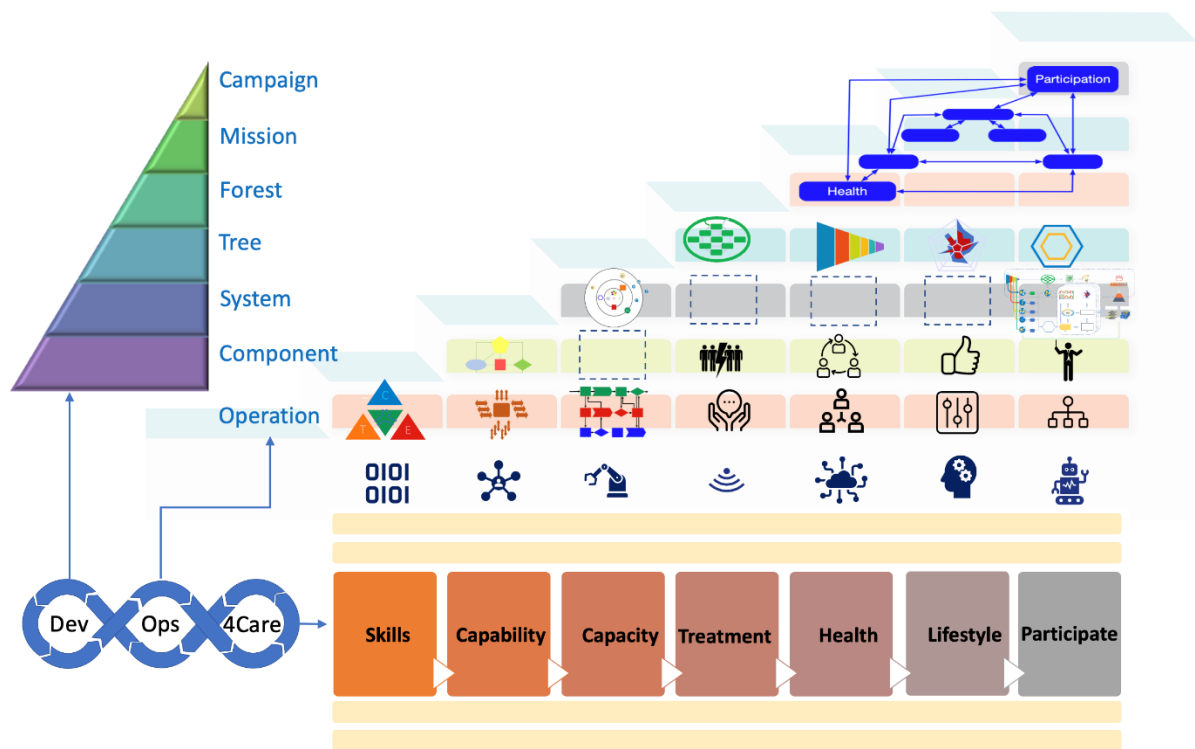 Campaign
Mission
Forest
Tree
System
Component
Operation
Participation
Health
C
T
E
0101
0101
Dev
Ops
4Care
Skills
Capability
Capacity
Treatment
Health
Lifestyle
Participate